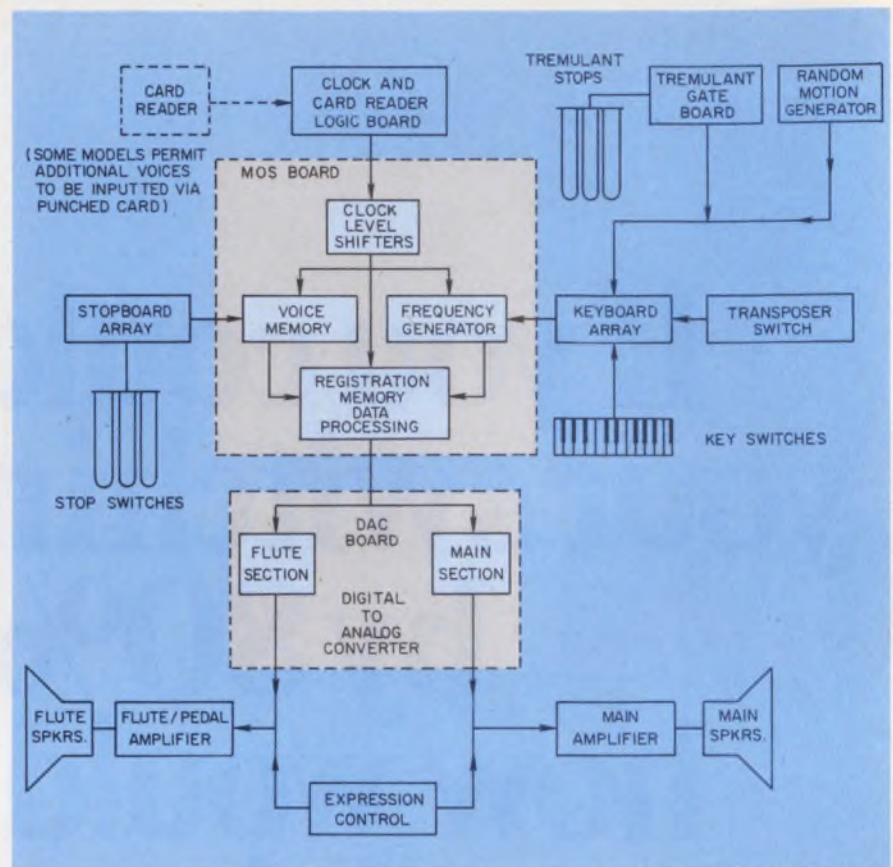 CARD
READER
CLOCK AND
CARD READER
LOGIC BOARD
TREMULANT
STOPS
TREMULANT
GATE
BOARD
RANDOM
MOTION
GENERATOR
(SOME MODELS PERMIT
ADDITIONAL VOICES
TO BE INPUTTED VIA
PUNCHED CARD)
MOS BOARD
CLOCK
LEVEL
SHIFTERS
STOPBOARD
ARRAY
VOICE
MEMORY
FREQUENCY
GENERATOR
KEYBOARD
ARRAY
TRANSPOSER
SWITCH
REGISTRATION
MEMORY
DATA
PROCESSING
KEY SWITCHES
STOP SWITCHES
DAC
BOARD
FLUTE
SECTION
MAIN
SECTION
DIGITAL
TO
ANALOG
CONVERTER
FLUTE
SPKRS.
FLUTE/PEDAL
AMPLIFIER
MAIN
AMPLIFIER
MAIN
SPKRS.
EXPRESSION
CONTROL